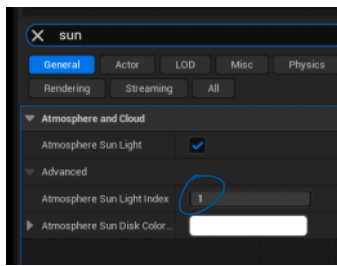 sun
General Actor LOD Misc Physics
Rendering Streaming All
Atmosphere and Cloud
Atmosphere Sun Light
Advanced
Atmosphere Sun Light Index 1
Atmosphere Sun Disk Color...